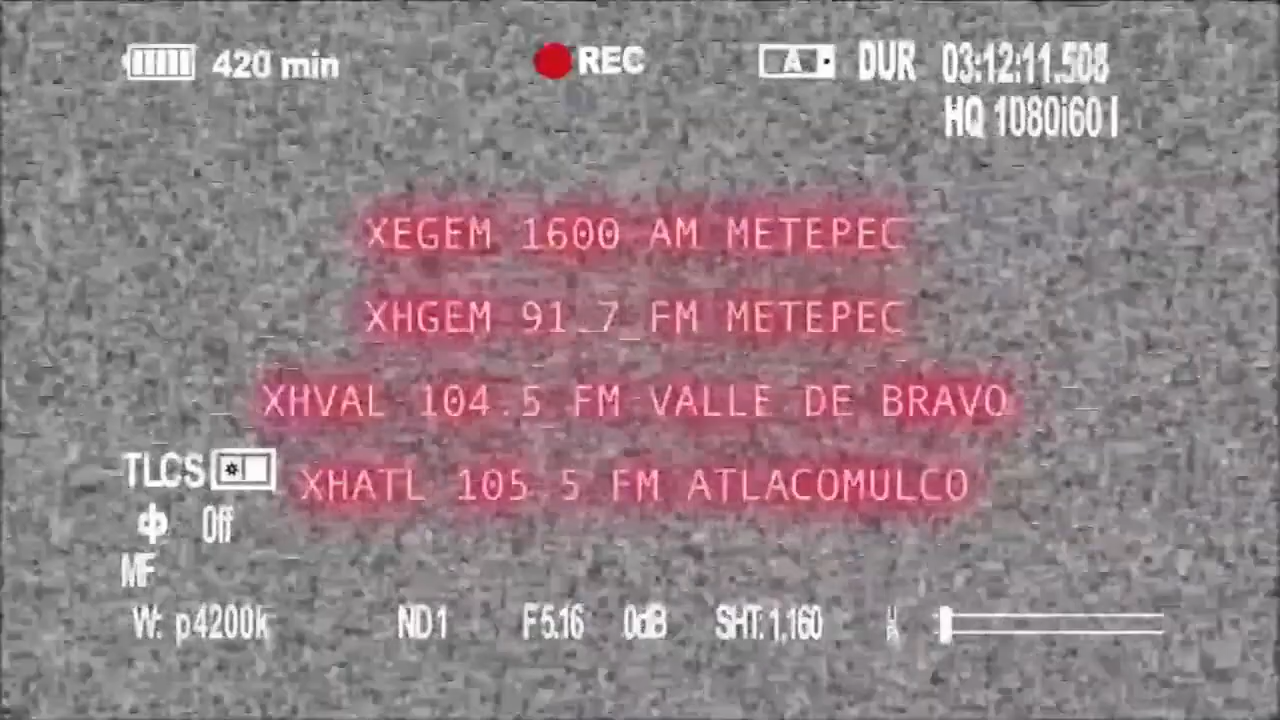 420 min
REC
A DUR 03:12:11.508
HQ 1080i60
XEGEM 1600 AM METEPEC
XHGEM 91.7 FM METEPEC
XHVAL 104.5 FM VALLE DE BRAVO
XHATL 105.5 FM ATLACOMULCO
TLCS
Off
MF
W: p4200k ND1 F5.16 0dB SHT: 1,160